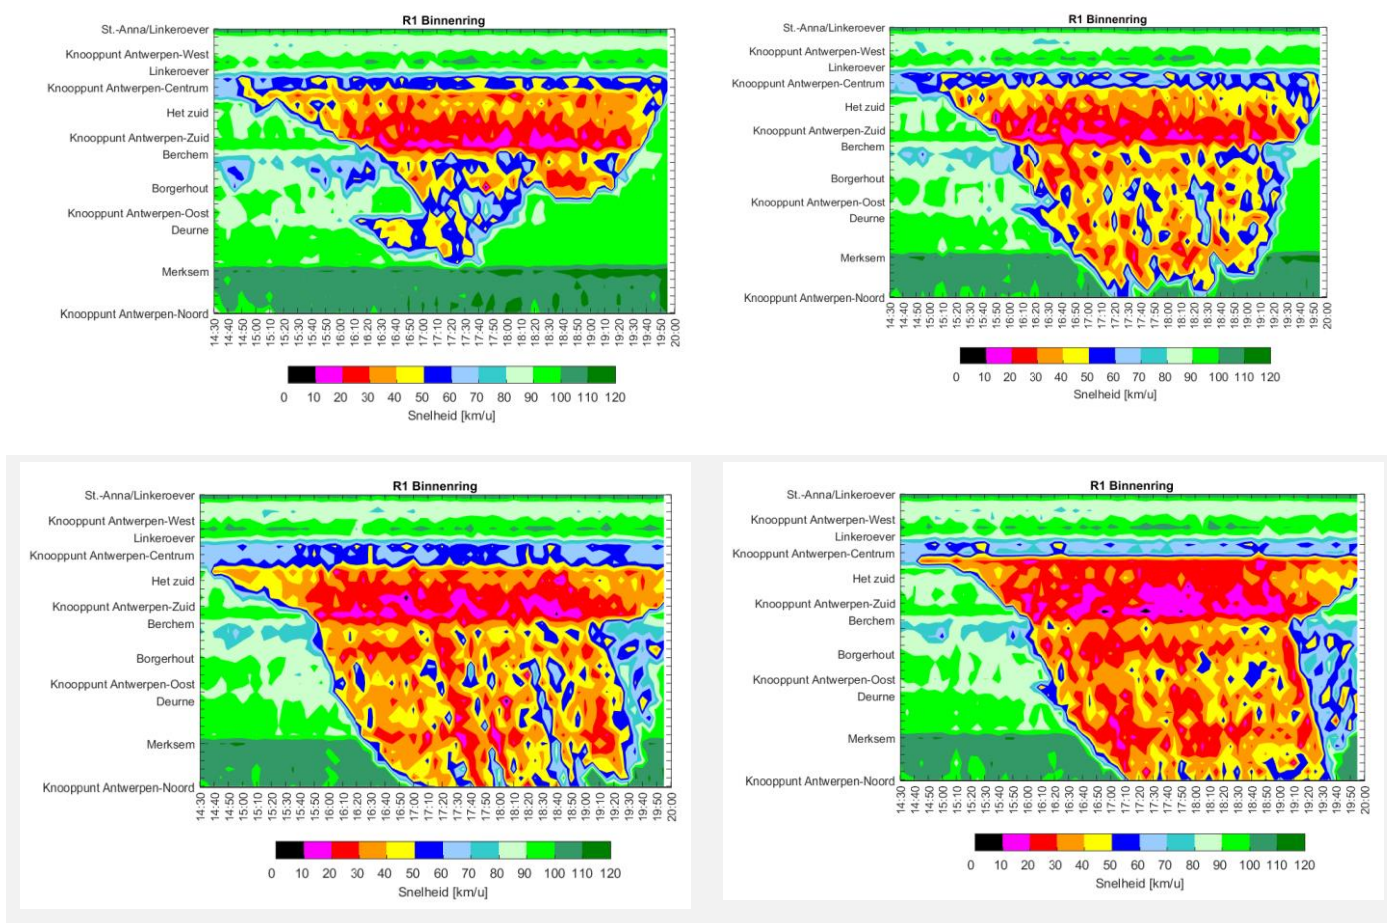 R1 Binnenring
St.-Anna/Linkeroever
Knooppunt Antwerpen-West
Linkeroever
Knooppunt Antwerpen-Centrum
Het zuid
Knooppunt Antwerpen-Zuid
Berchem
Borgerhout
Knooppunt Antwerpen-Oost
Deurne
Merksem
Knooppunt Antwerpen-Noord
14:30 14:40 14:50 15:00 15:10 15:20 15:30 15:40 15:50 16:00 16:10 16:20 16:30 16:40 16:50 17:00 17:10 17:20 17:30 17:40 17:50 18:00 18:10 18:20 18:30 18:40 18:50 19:00 19:10 19:20 19:30 19:40 19:50 20:00
0 10 20 30 40 50 60 70 80 90 100 110 120
Snelheid [km/u]
R1 Binnenring
St.-Anna/Linkeroever
Knooppunt Antwerpen-West
Linkeroever
Knooppunt Antwerpen-Centrum
Het zuid
Knooppunt Antwerpen-Zuid
Berchem
Borgerhout
Knooppunt Antwerpen-Oost
Deurne
Merksem
Knooppunt Antwerpen-Noord
14:30 14:40 14:50 15:00 15:10 15:20 15:30 15:40 15:50 16:00 16:10 16:20 16:30 16:40 16:50 17:00 17:10 17:20 17:30 17:40 17:50 18:00 18:10 18:20 18:30 18:40 18:50 19:00 19:10 19:20 19:30 19:40 19:50 20:00
0 10 20 30 40 50 60 70 80 90 100 110 120
Snelheid [km/u]
R1 Binnenring
St.-Anna/Linkeroever
Knooppunt Antwerpen-West
Linkeroever
Knooppunt Antwerpen-Centrum
Het zuid
Knooppunt Antwerpen-Zuid
Berchem
Borgerhout
Knooppunt Antwerpen-Oost
Deurne
Merksem
Knooppunt Antwerpen-Noord
14:30 14:40 14:50 15:00 15:10 15:20 15:30 15:40 15:50 16:00 16:10 16:20 16:30 16:40 16:50 17:00 17:10 17:20 17:30 17:40 17:50 18:00 18:10 18:20 18:30 18:40 18:50 19:00 19:10 19:20 19:30 19:40 19:50 20:00
0 10 20 30 40 50 60 70 80 90 100 110 120
Snelheid [km/u]
R1 Binnenring
St.-Anna/Linkeroever
Knooppunt Antwerpen-West
Linkeroever
Knooppunt Antwerpen-Centrum
Het zuid
Knooppunt Antwerpen-Zuid
Berchem
Borgerhout
Knooppunt Antwerpen-Oost
Deurne
Merksem
Knooppunt Antwerpen-Noord
14:30 14:40 14:50 15:00 15:10 15:20 15:30 15:40 15:50 16:00 16:10 16:20 16:30 16:40 16:50 17:00 17:10 17:20 17:30 17:40 17:50 18:00 18:10 18:20 18:30 18:40 18:50 19:00 19:10 19:20 19:30 19:40 19:50 20:00
0 10 20 30 40 50 60 70 80 90 100 110 120
Snelheid [km/u]